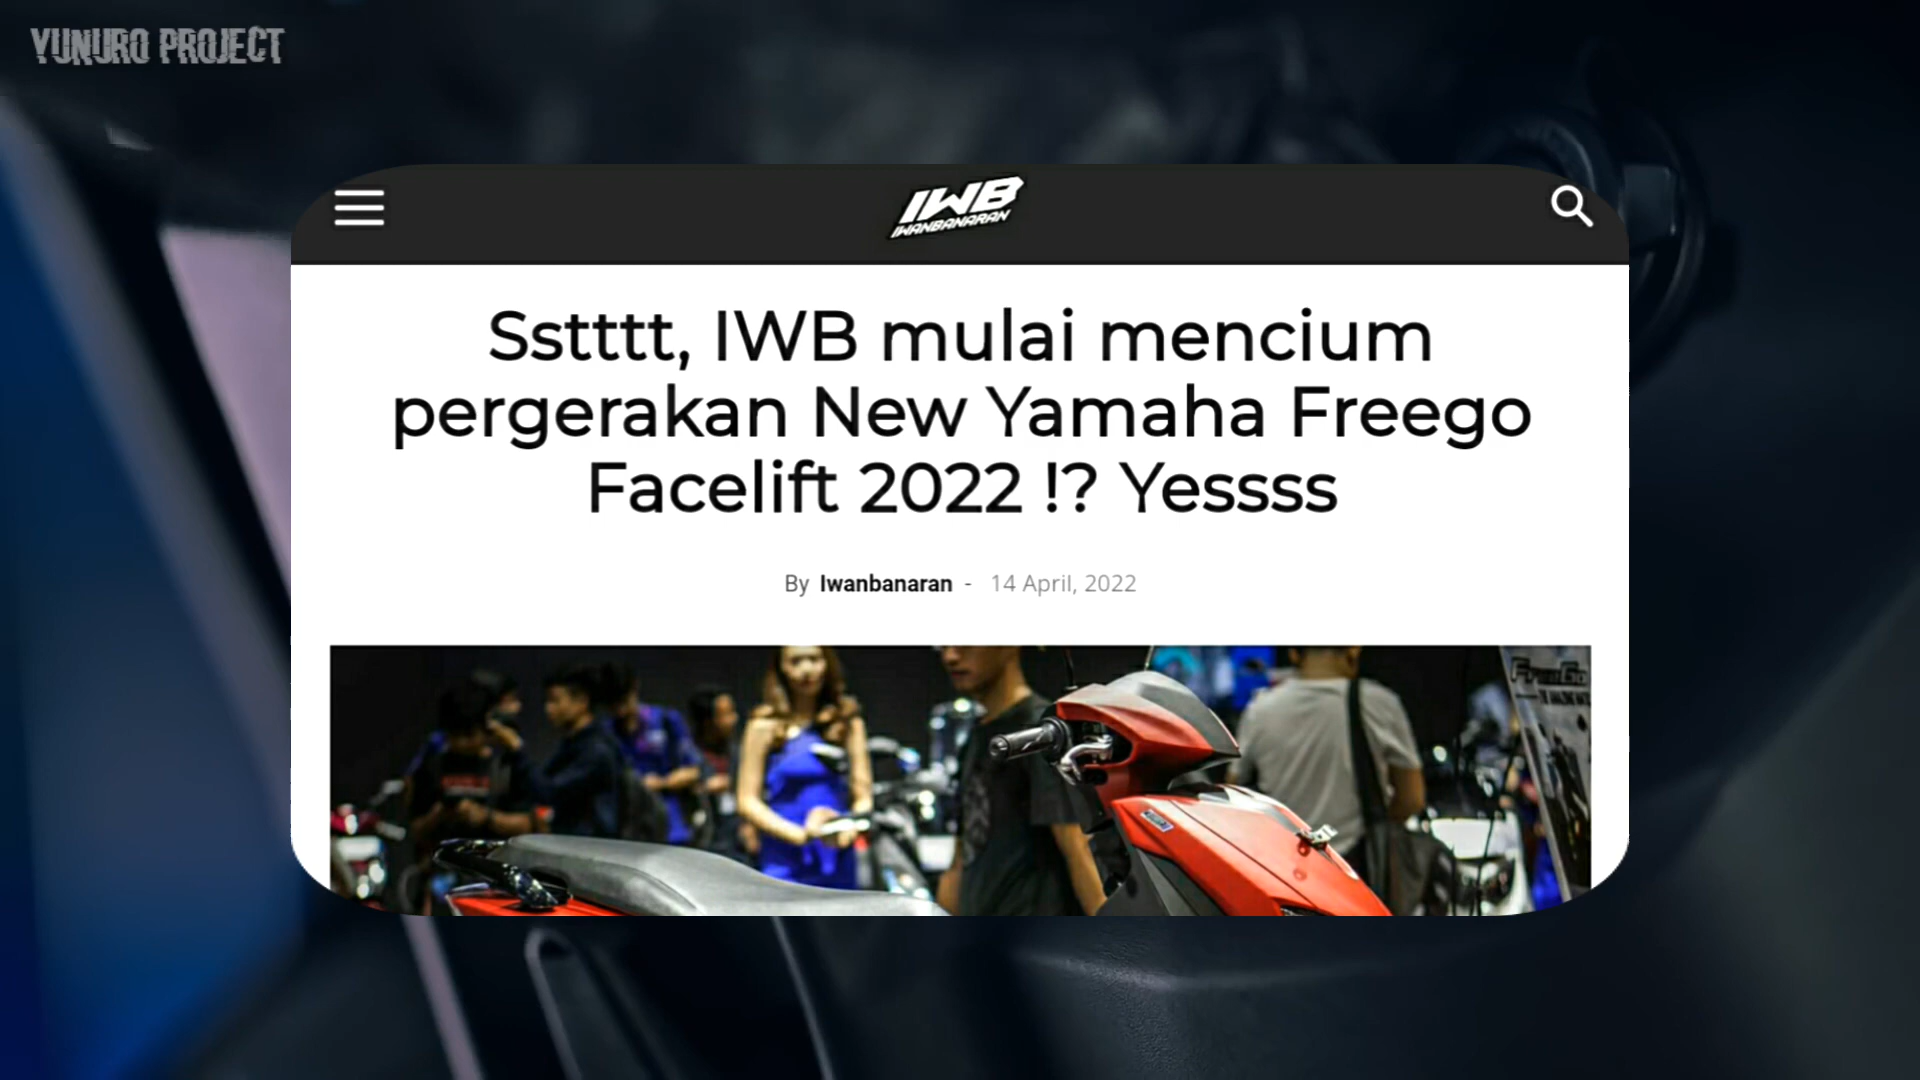 YUNURO PROJECT
IWB
IWANBANARAN
Sstttt, IWB mulai mencium
pergerakan New Yamaha Freego
Facelift 2022 !? Yessss
By Iwanbanaran - 14 April, 2022
FreeGo